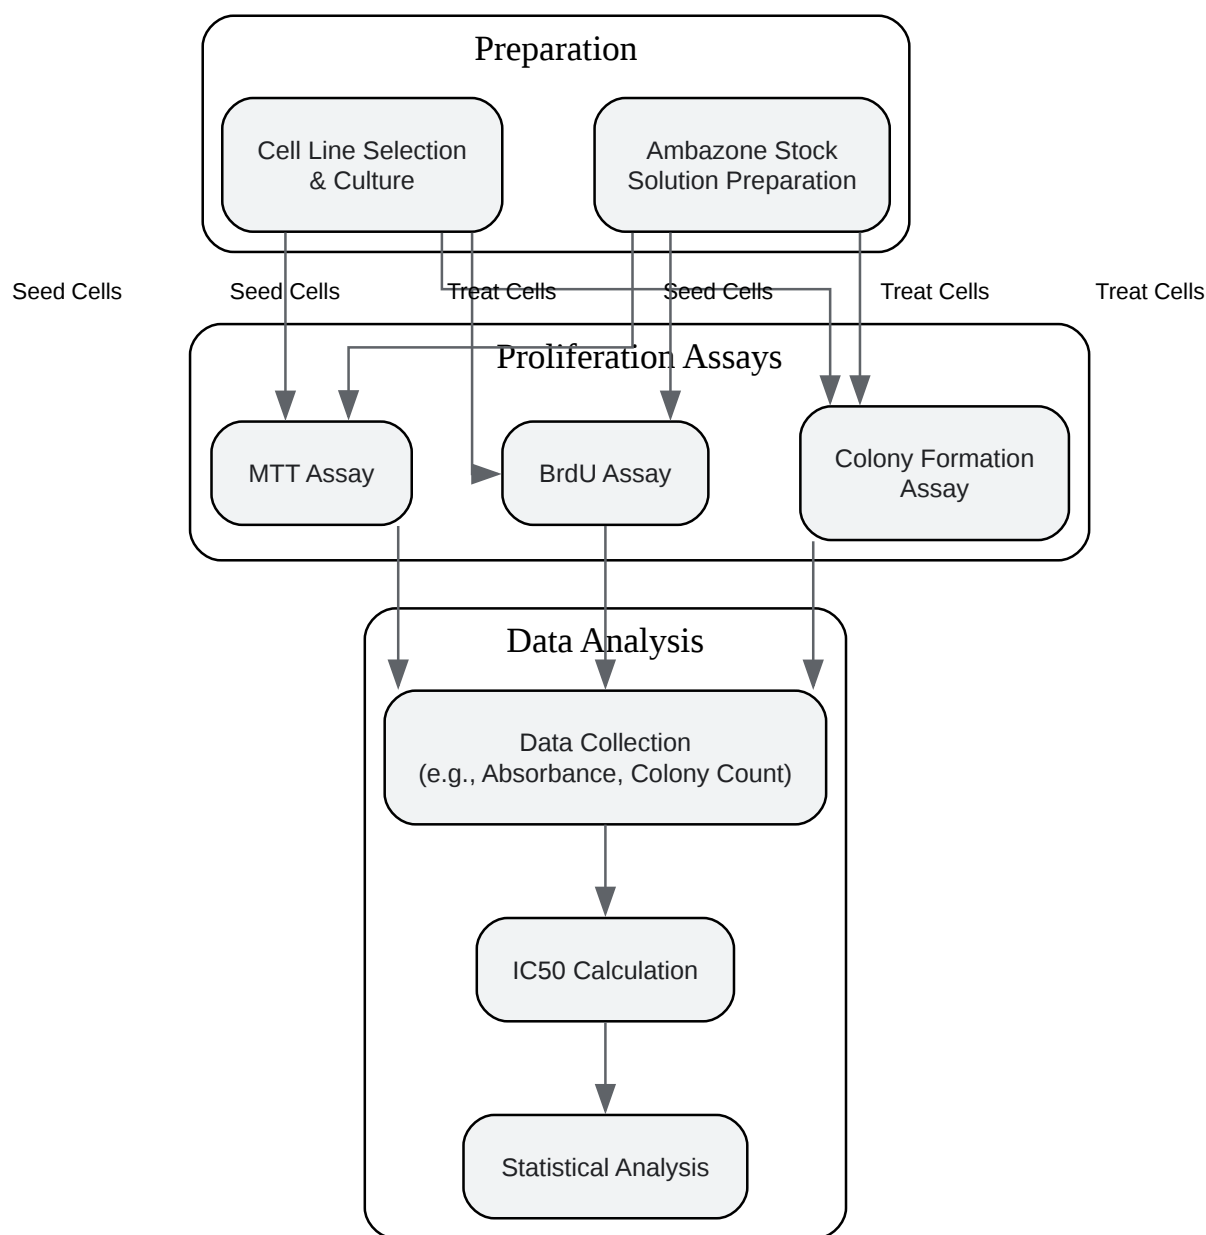 Preparation
Cell Line Selection
& Culture
Ambazone Stock
Solution Preparation
Seed Cells
Seed Cells
Treat Cells
Seed Cells
Treat Cells
Treat Cells
Proliferation Assays
MTT Assay
BrdU Assay
Colony Formation
Assay
Data Analysis
Data Collection
(e.g., Absorbance, Colony Count)
IC50 Calculation
Statistical Analysis